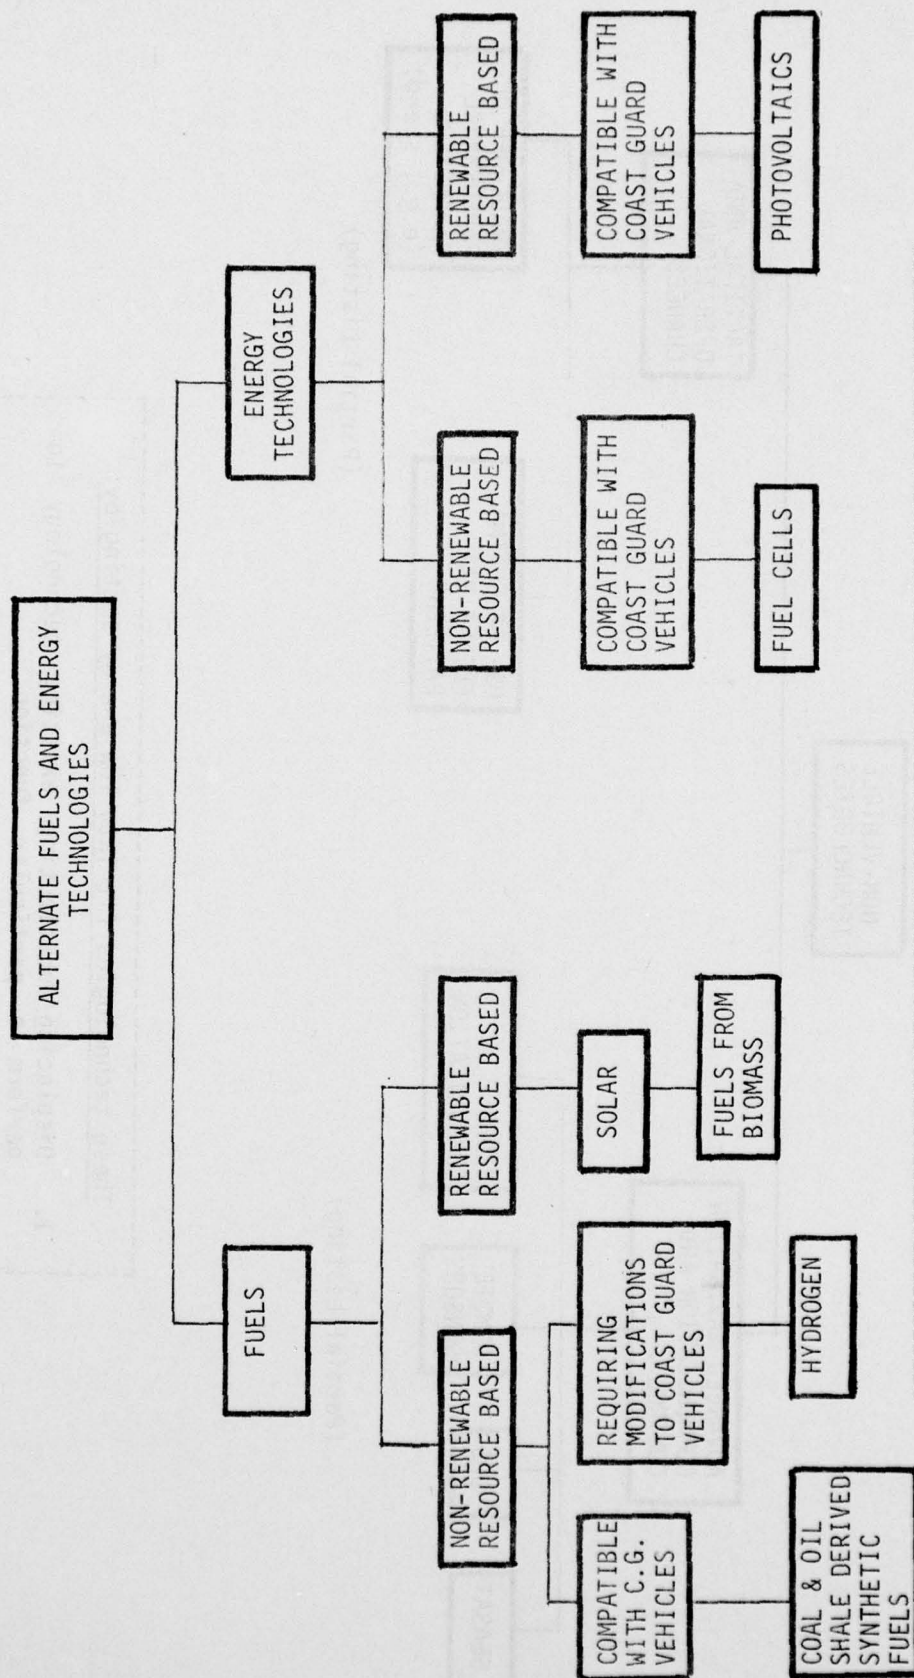 ALTERNATE FUELS AND ENERGY
TECHNOLOGIES
FUELS
ENERGY
TECHNOLOGIES
NON-RENEWABLE
RESOURCE BASED
RENEWABLE
RESOURCE BASED
NON-RENEWABLE
RESOURCE BASED
RENEWABLE
RESOURCE BASED
COMPATIBLE
WITH C.G.
VEHICLES
REQUIRING
MODIFICATIONS
TO COAST GUARD
VEHICLES
SOLAR
COMPATIBLE WITH
COAST GUARD
VEHICLES
COMPATIBLE WITH
COAST GUARD
VEHICLES
COAL & OIL
SHALE DERIVED
SYNTHETIC
FUELS
HYDROGEN
FUELS FROM
BIOMASS
FUEL CELLS
PHOTOVOLTAICS